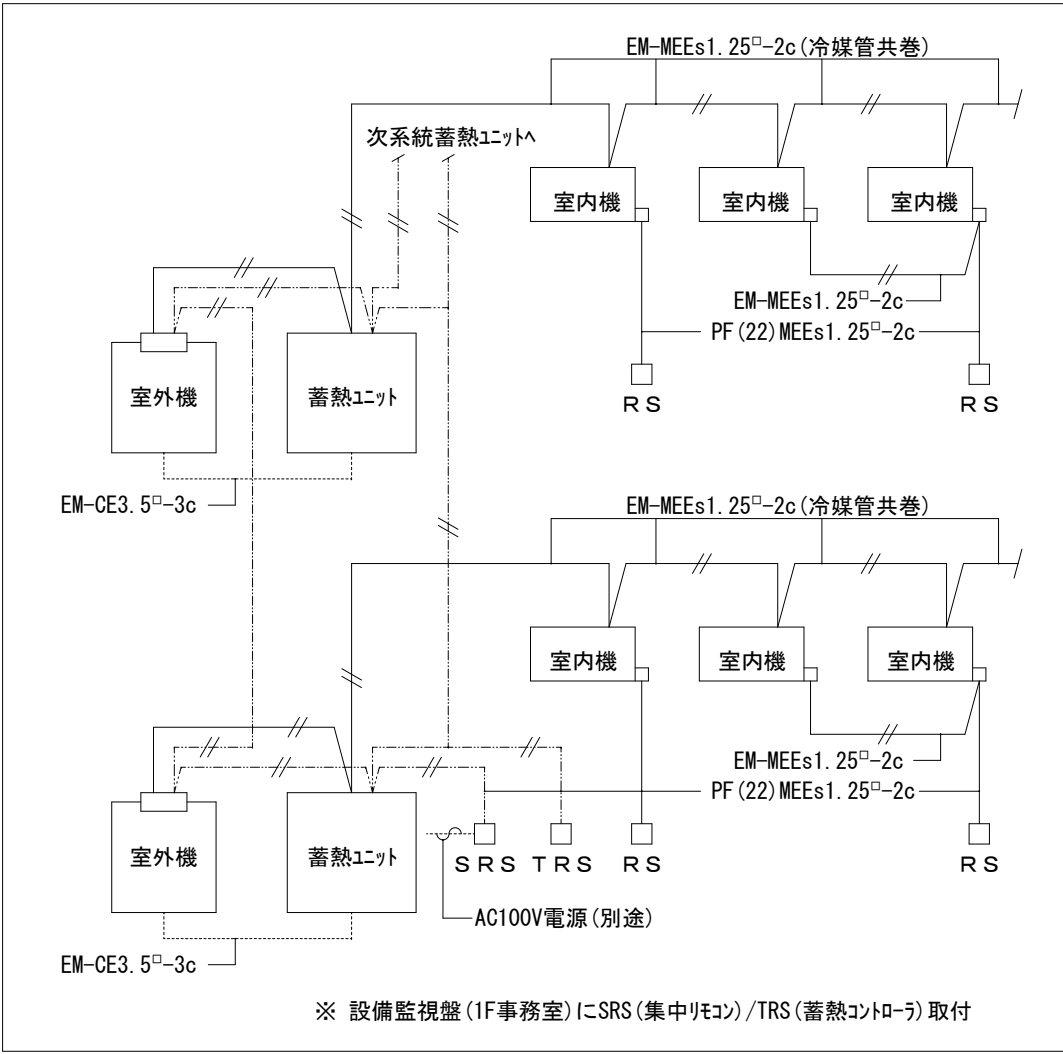 EM-MEEs1.25□-2c(冷媒管共巻)
次系統蓄熱ﾕﾆｯﾄへ
室内機
室内機
室内機
EM-MEEs1.25□-2c
PF(22)MEEs1.25□-2c
室外機
蓄熱ﾕﾆｯﾄ
RS
RS
EM-CE3.5□-3c
EM-MEEs1.25□-2c(冷媒管共巻)
室内機
室内機
室内機
EM-MEEs1.25□-2c
PF(22)MEEs1.25□-2c
室外機
蓄熱ﾕﾆｯﾄ
SRS
TRS
RS
RS
AC100V電源(別途)
EM-CE3.5□-3c
※ 設備監視盤(1F事務室)にSRS(集中ﾘﾓｺﾝ)/TRS(蓄熱ｺﾝﾄﾛｰﾗ)取付